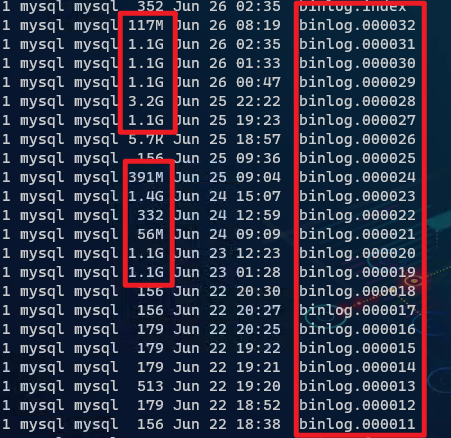 1 mysql mysql  352 Jun 26 02:35 binlog.index
1 mysql mysql 117M Jun 26 08:19 binlog.000032
1 mysql mysql 1.1G Jun 26 02:35 binlog.000031
1 mysql mysql 1.1G Jun 26 01:33 binlog.000030
1 mysql mysql 1.1G Jun 26 00:47 binlog.000029
1 mysql mysql 3.2G Jun 25 22:22 binlog.000028
1 mysql mysql 1.1G Jun 25 19:23 binlog.000027
1 mysql mysql 5.7K Jun 25 18:57 binlog.000026
1 mysql mysql  156 Jun 25 09:36 binlog.000025
1 mysql mysql 391M Jun 25 09:04 binlog.000024
1 mysql mysql 1.4G Jun 24 15:07 binlog.000023
1 mysql mysql  332 Jun 24 12:59 binlog.000022
1 mysql mysql  56M Jun 24 09:09 binlog.000021
1 mysql mysql 1.1G Jun 23 12:23 binlog.000020
1 mysql mysql 1.1G Jun 23 01:28 binlog.000019
1 mysql mysql  156 Jun 22 20:30 binlog.000018
1 mysql mysql  156 Jun 22 20:27 binlog.000017
1 mysql mysql  179 Jun 22 20:25 binlog.000016
1 mysql mysql  179 Jun 22 19:22 binlog.000015
1 mysql mysql  179 Jun 22 19:21 binlog.000014
1 mysql mysql  513 Jun 22 19:20 binlog.000013
1 mysql mysql  179 Jun 22 18:52 binlog.000012
1 mysql mysql  156 Jun 22 18:38 binlog.000011